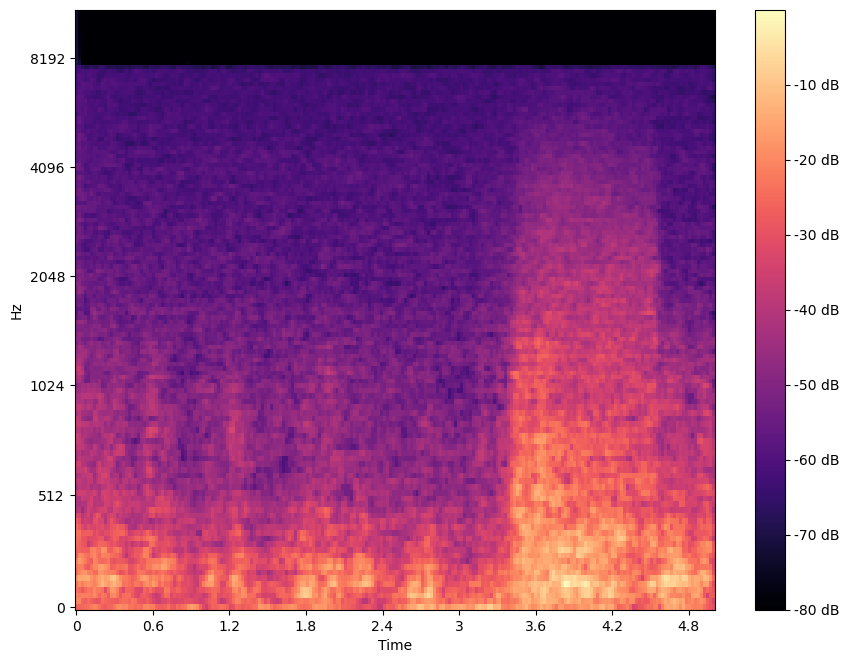 8192
4096
2048
1024
512
0
Hz
0 0.6 1.2 1.8 2.4 3 3.6 4.2 4.8
Time
-10 dB
-20 dB
-30 dB
-40 dB
-50 dB
-60 dB
-70 dB
-80 dB